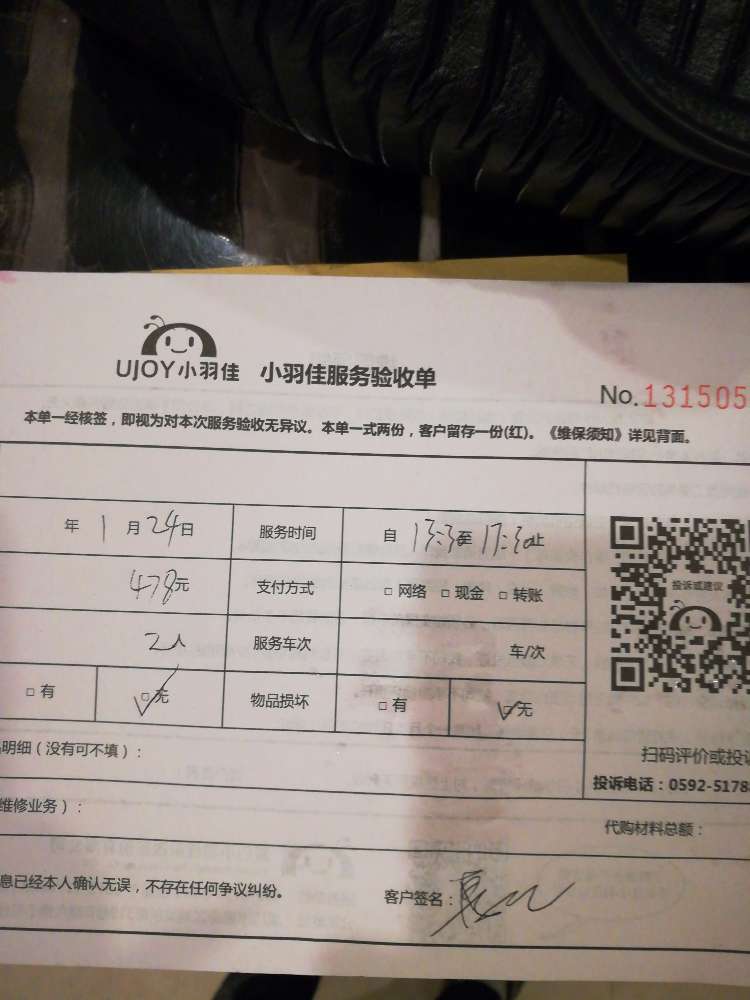 UJOY小羽佳 小羽佳服务验收单
No.131505
本单一经核签，即视为对本次服务验收无异议。本单一式两份，客户留存一份(红)。《维保须知》详见背面。
年 1 月 24 日 服务时间 自 13:30 至 17:30 止
478元 支付方式 □ 网络 □ 现金 □ 转账
投诉或建议
2人 服务车次 车/次
□ 有 □ 无 物品损坏 □ 有 □ 无
明细（没有可不填）：
扫码评价或投诉
投诉电话：0592-5178
维修业务）：
代购材料总额：
息已经本人确认无误，不存在任何争议纠纷。
客户签名：